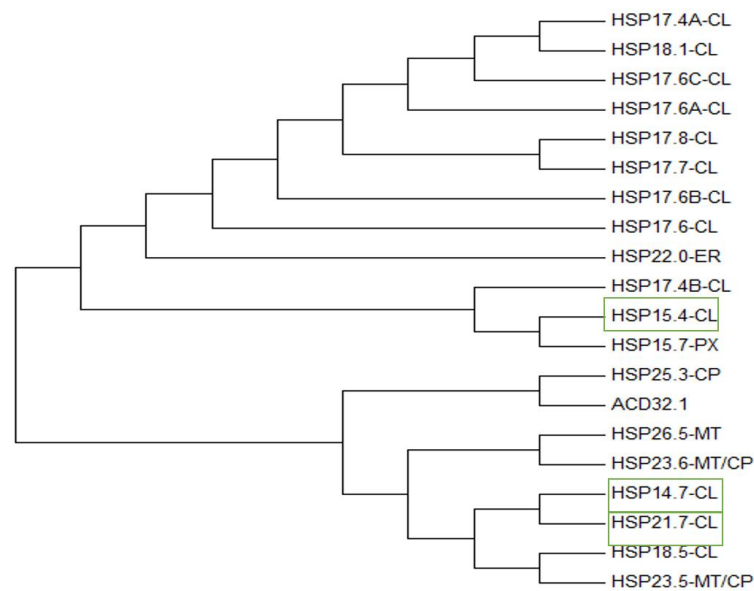 HSP17.4A-CL
HSP18.1-CL
HSP17.6C-CL
HSP17.6A-CL
HSP17.8-CL
HSP17.7-CL
HSP17.6B-CL
HSP17.6-CL
HSP22.0-ER
HSP17.4B-CL
HSP15.4-CL
HSP15.7-PX
HSP25.3-CP
ACD32.1
HSP26.5-MT
HSP23.6-MT/CP
HSP14.7-CL
HSP21.7-CL
HSP18.5-CL
HSP23.5-MT/CP